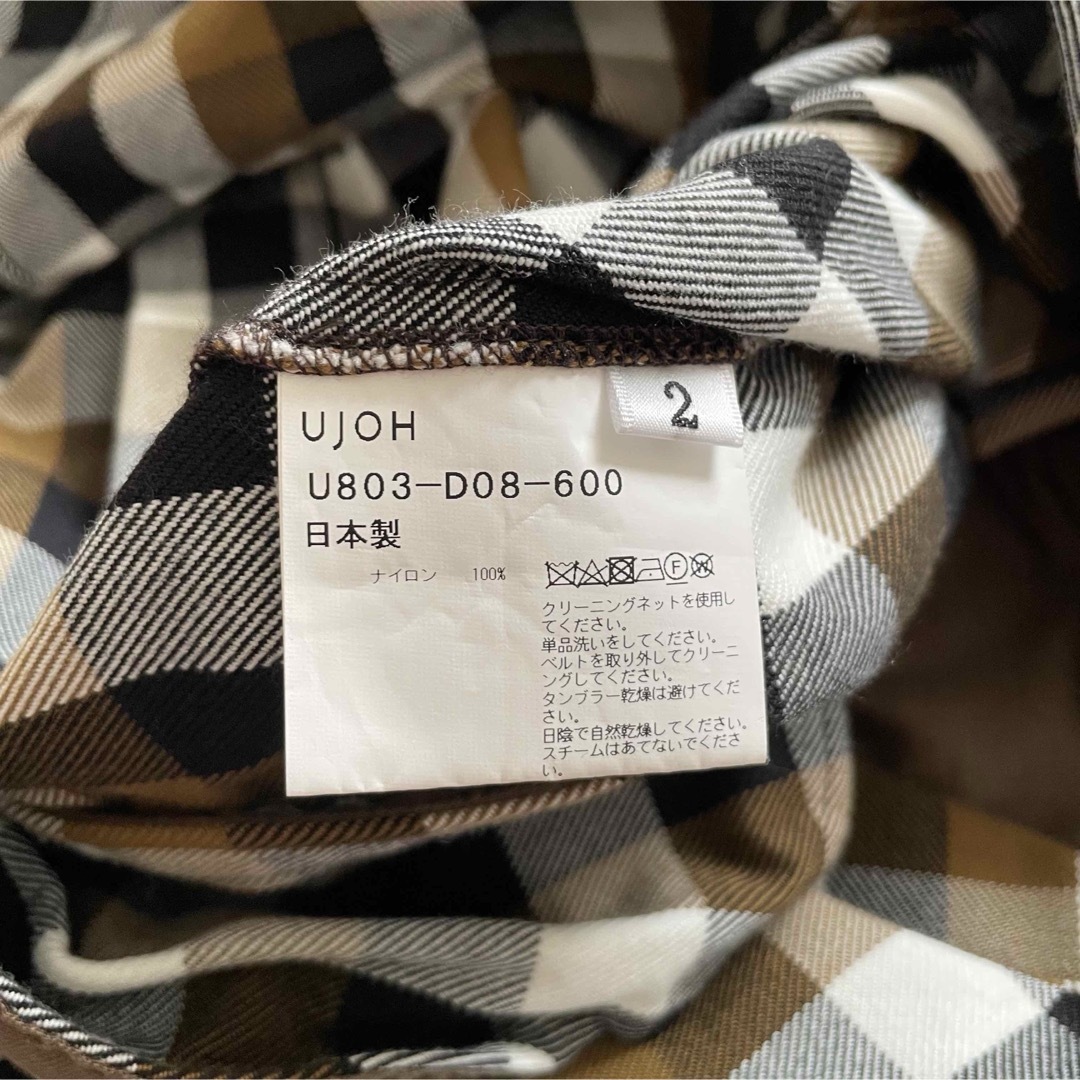 2
UJOH
U803-D08-600
日本製
ナイロン 100%
F W
クリーニングネットを使用し
てください。
単品洗いをしてください。
ベルトを取り外してクリーニ
ングしてください。
タンブラー乾燥は避けてくだ
さい。
日陰で自然乾燥してください。
スチームはあてないでくださ
い。